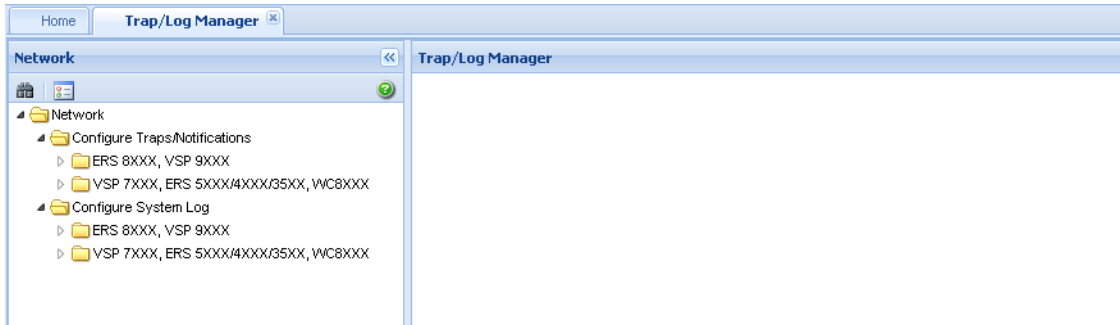 Home
Trap/Log Manager
Network
Trap/Log Manager
Network
Configure Traps/Notifications
ERS 8XXX, VSP 9XXX
VSP 7XXX, ERS 5XXX/4XXX/35XX, WC8XXX
Configure System Log
ERS 8XXX, VSP 9XXX
VSP 7XXX, ERS 5XXX/4XXX/35XX, WC8XXX